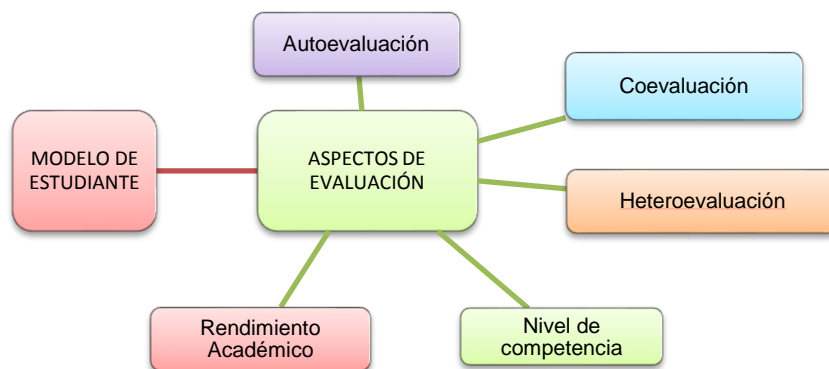 Autoevaluación
Coevaluación
MODELO DE
ESTUDIANTE
ASPECTOS DE
EVALUACIÓN
Heteroevaluación
Rendimiento
Académico
Nivel de
competencia